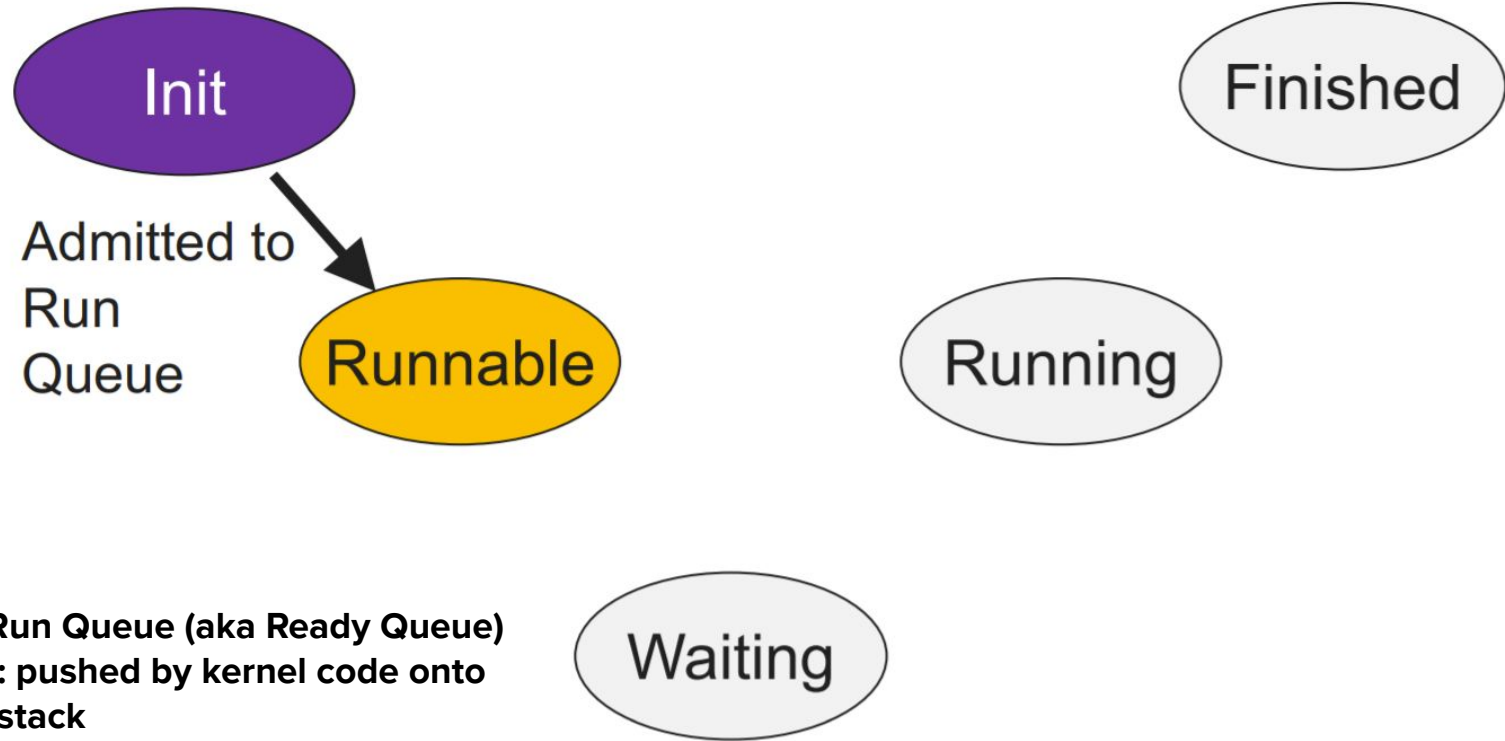 Init
Finished
Admitted to
Run
Queue
Runnable
Running
Run Queue (aka Ready Queue)
: pushed by kernel code onto
stack
Waiting